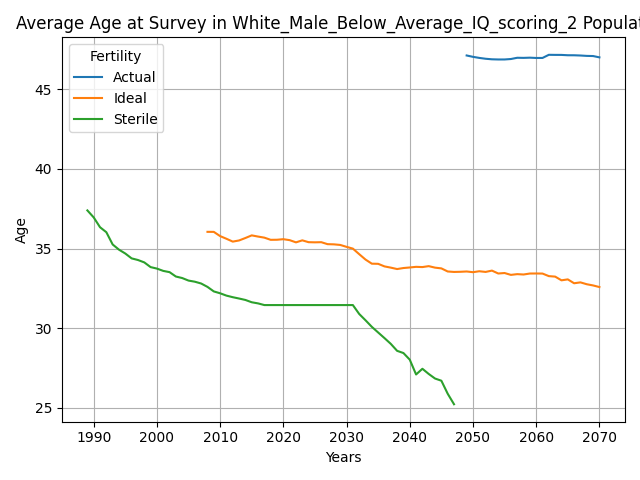 Average Age at Survey in White_Male_Below_Average_IQ_scoring_2 Populat
Fertility
Actual
Ideal
Sterile
45
40
35
30
25
Age
1990 2000 2010 2020 2030 2040 2050 2060 2070
Years